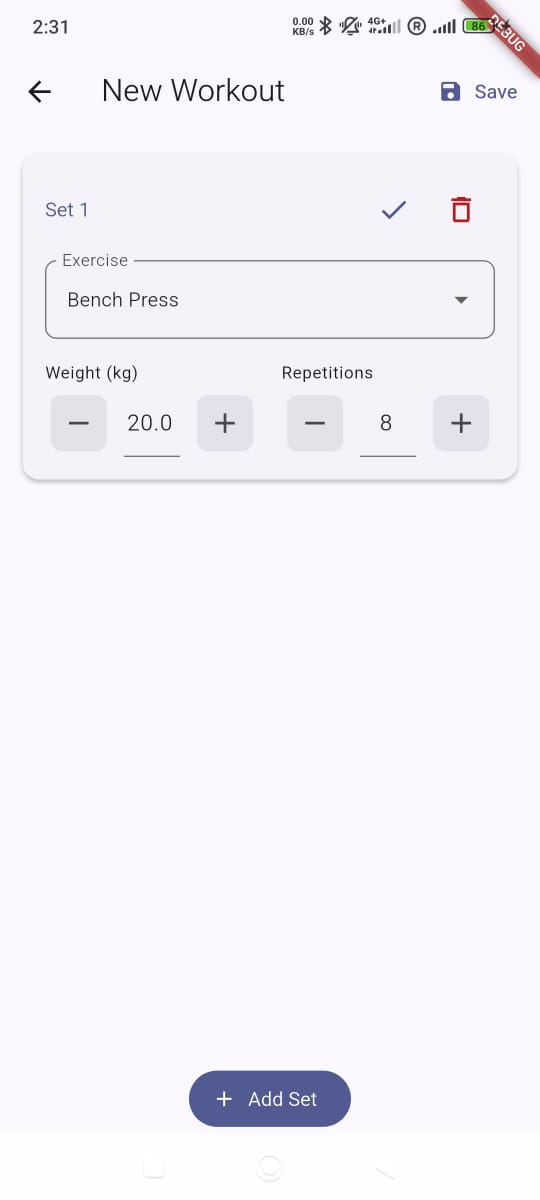 2:31
0.00
KB/s
4G+
R
86
DEBUG
New Workout
Save
Set 1
Exercise
Bench Press
Weight (kg)
Repetitions
20.0
8
Add Set